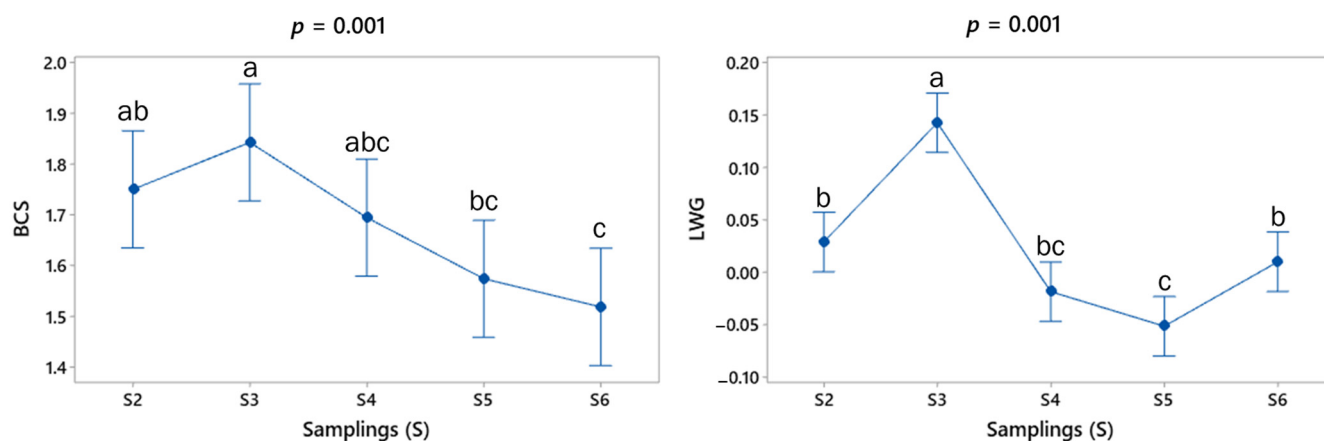 p = 0.001
2.0
1.9
1.8
1.7
1.6
1.5
1.4
BCS
ab
a
abc
bc
c
S2 S3 S4 S5 S6
Samplings (S)
p = 0.001
0.20
0.15
0.10
0.05
0.00
−0.05
−0.10
LWG
b
a
bc
c
b
S2 S3 S4 S5 S6
Samplings (S)